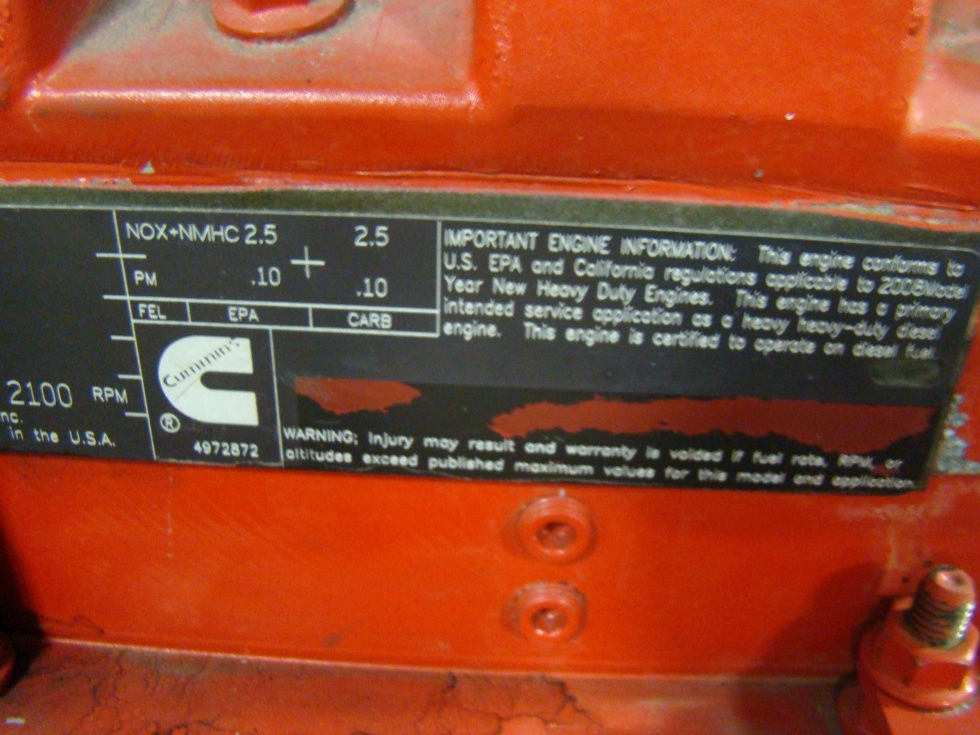 NOX+NMHC 2.5 2.5
PM .10 .10
FEL EPA CARB
Cummins
®
4972872
2100 RPM
nc.
in the U.S.A.
IMPORTANT ENGINE INFORMATION: This engine conforms to
U.S. EPA and California regulations applicable to 2006Model
Year New Heavy Duty Engines. This engine has a primary
intended service application as a heavy heavy-duty diesel
engine. This engine is certified to operate on diesel fuel.
WARNING: Injury may result and warranty is voided if fuel rate, RPM, or
altitudes exceed published maximum values for this model and application.